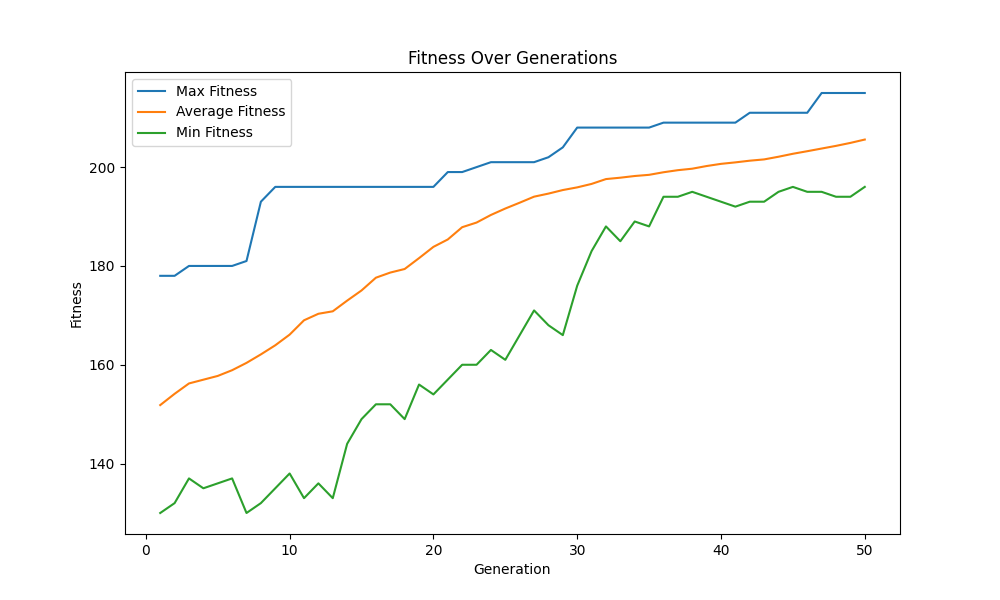 Fitness Over Generations
Max Fitness
Average Fitness
Min Fitness
Fitness
200
180
160
140
0 10 20 30 40 50
Generation